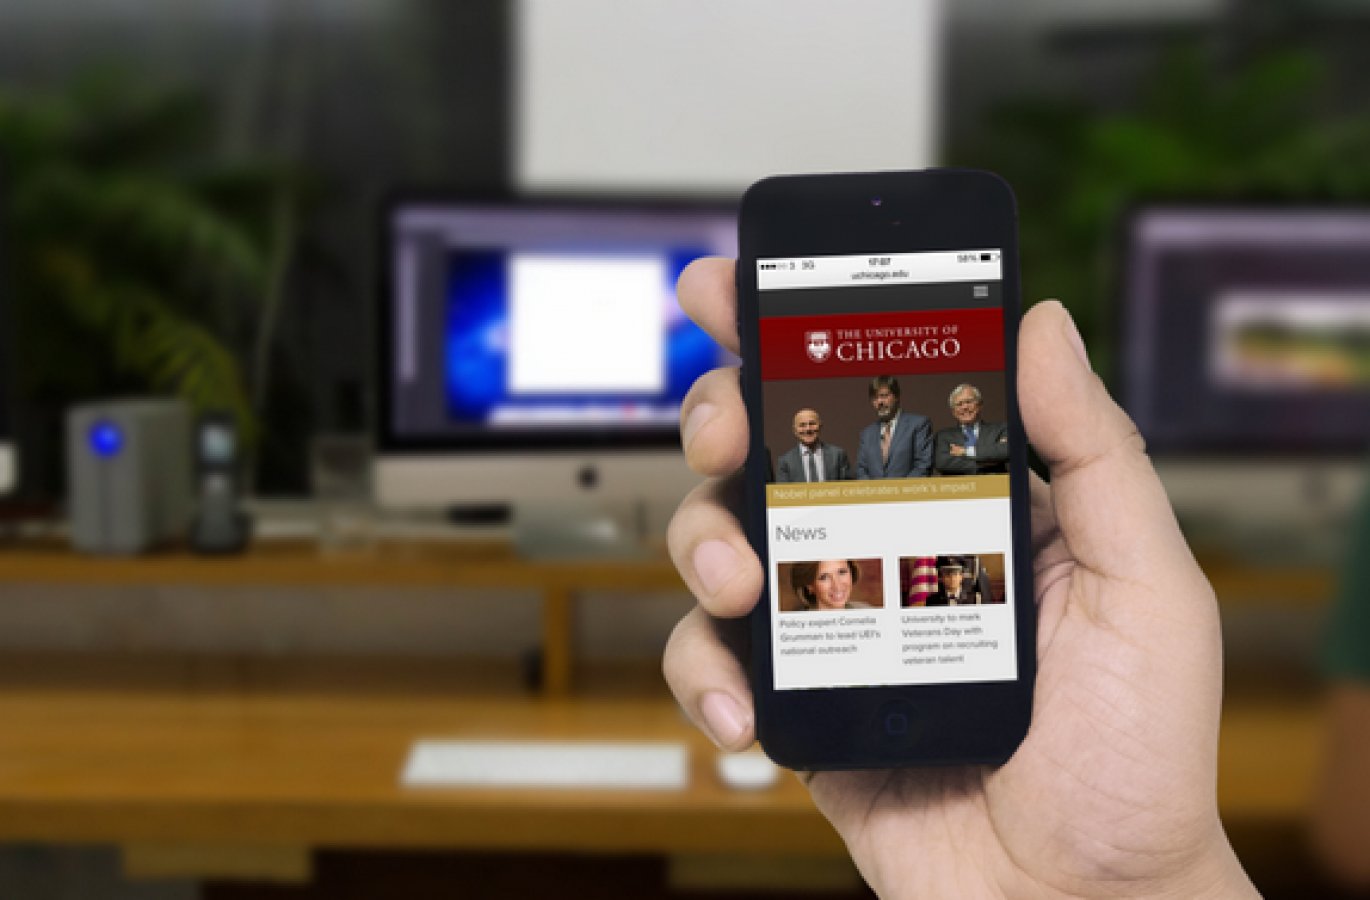 3G 17:07 58%
uchicago.edu
THE UNIVERSITY OF
CHICAGO
Nobel panel celebrates work's impact
News
Policy expert Cornelia
Grumman to lead UEI's
national outreach
University to mark
Veterans Day with
program on recruiting
veteran talent